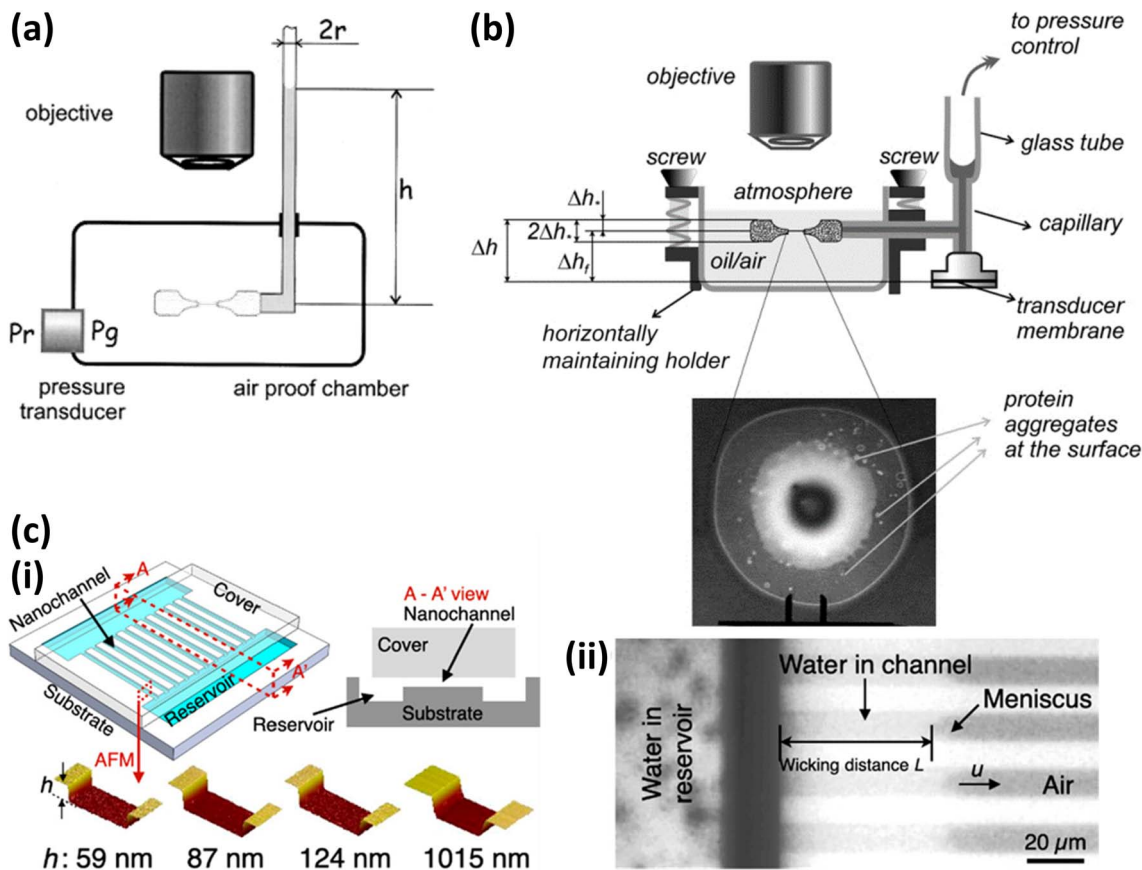 (a)
2r
objective
h
Pr Pg
pressure
transducer
air proof chamber
(b)
to pressure
control
objective
glass tube
screw
screw
atmosphere
capillary
Δh*
2Δh*
Δh
Δhf
oil/air
transducer
membrane
horizontally
maintaining holder
protein
aggregates
at the surface
(c)
(i)
A
Nanochannel
Cover
A'
Reservoir
Substrate
AFM
A - A' view
Nanochannel
Cover
Reservoir
Substrate
h
h: 59 nm 87 nm 124 nm 1015 nm
(ii)
Water in
reservoir
Water in channel
Meniscus
Wicking distance L
u
Air
20 µm